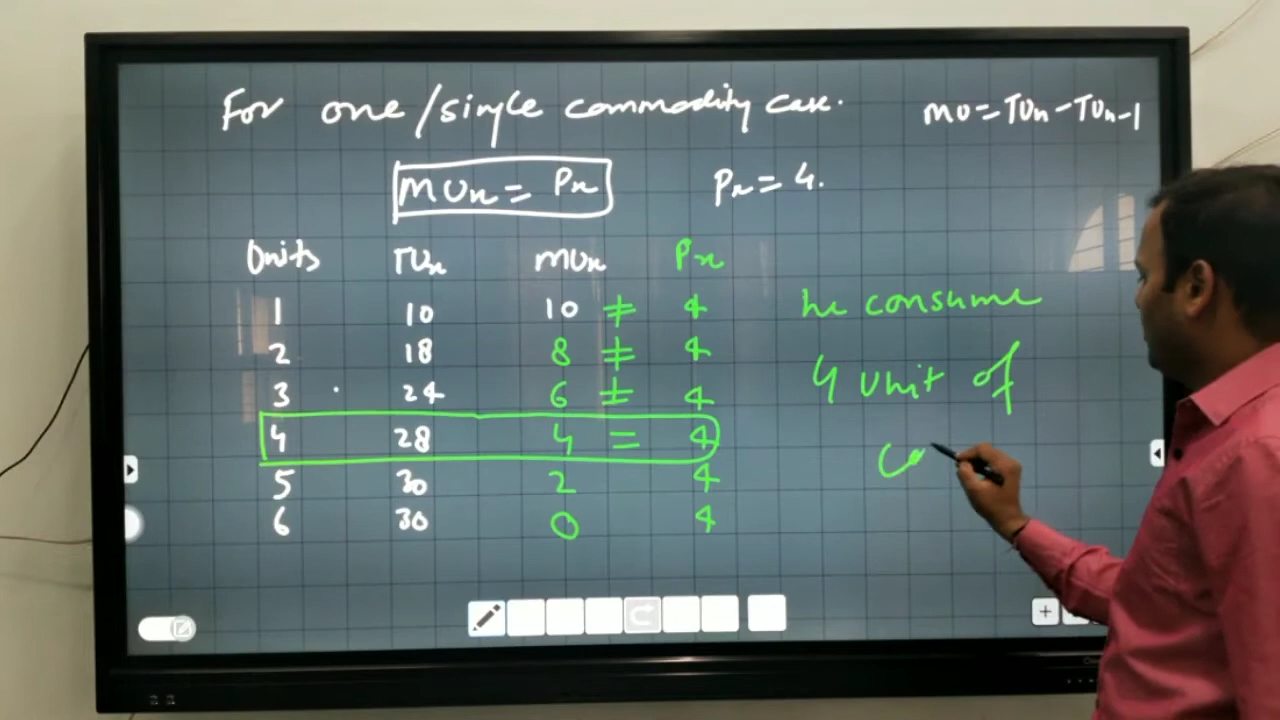 For one/single commodity case.
MU = TUn - TUn-1
MUx = Px
Px = 4.
Units TUx MUx Px
1 10 10 ≠ 4
2 18 8 ≠ 4
3 24 6 ≠ 4
4 28 4 = 4
5 30 2 4
6 30 0 4
he consume
4 unit of
Co